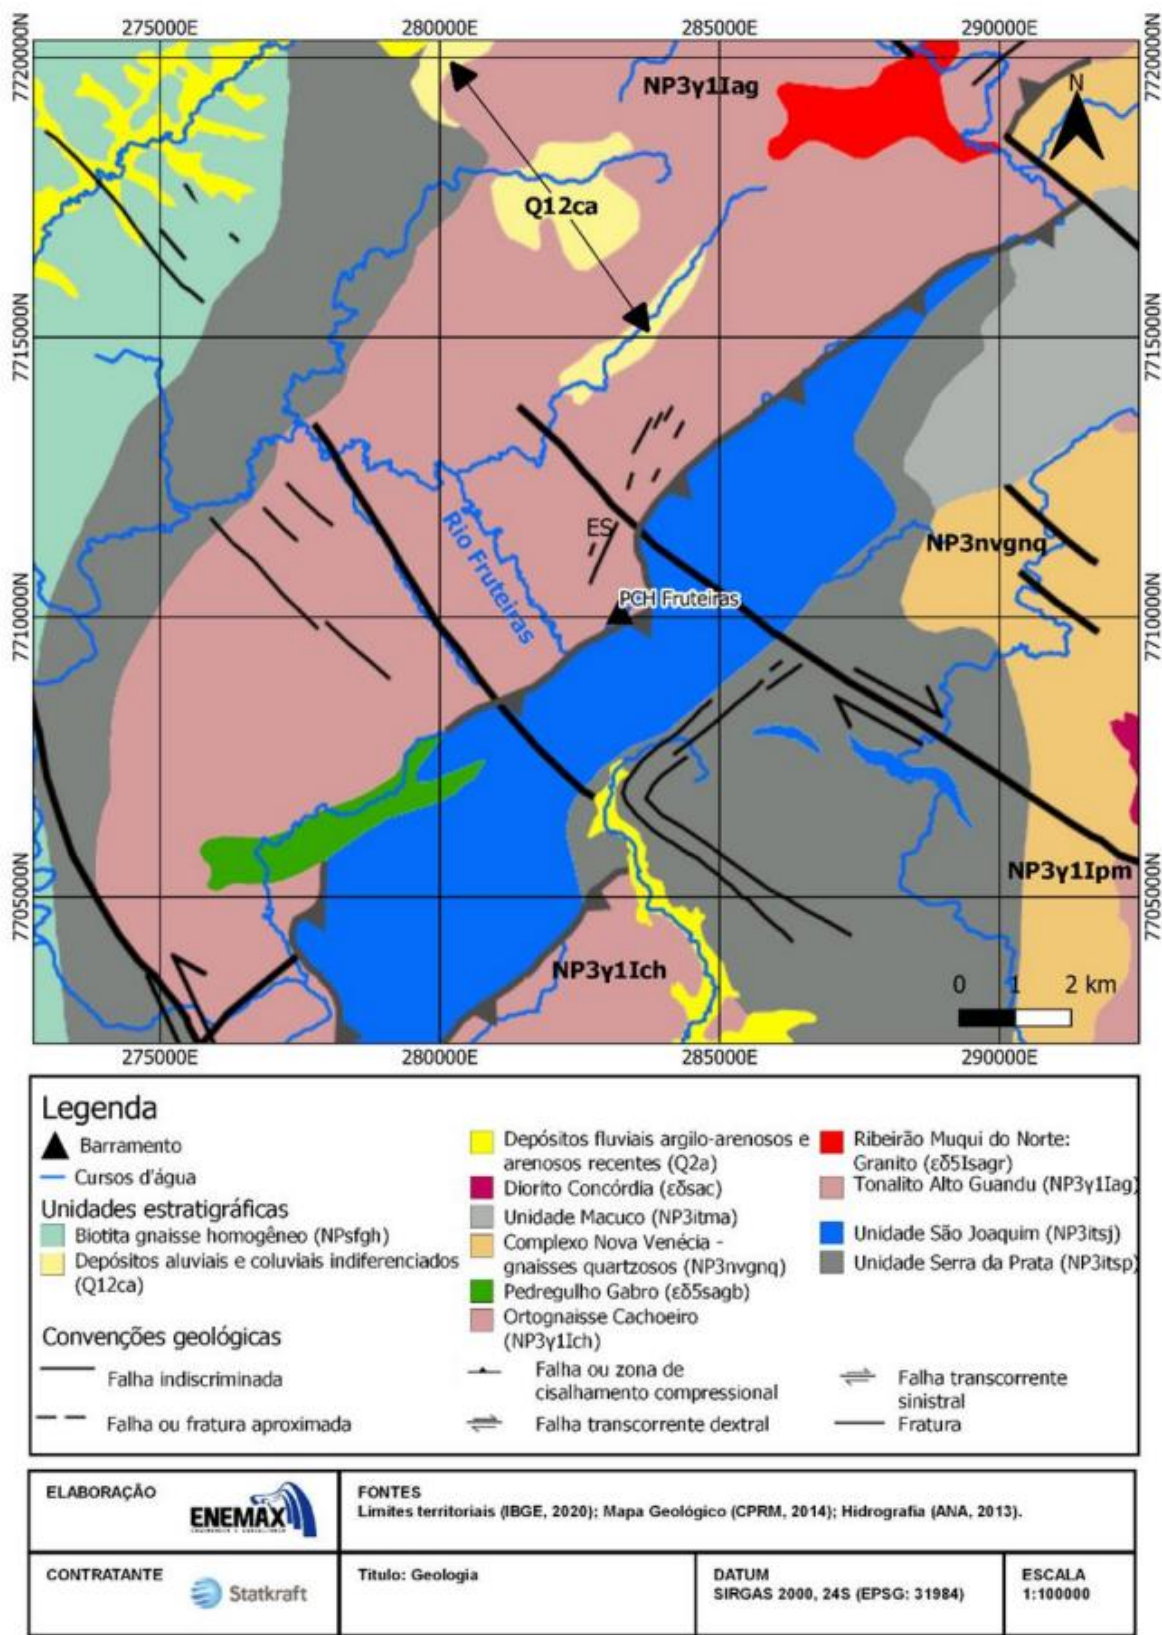 275000E 280000E 285000E 290000E
7720000N
7720000N
NP3γ1Iag
N
Q12ca
7715000N
7715000N
ES
NP3nvgnq
Rio Fruteiras
PCH Fruteiras
7710000N
7710000N
NP3γ1Ipm
7705000N
7705000N
NP3γ1Ich
0 1 2 km
275000E 280000E 285000E 290000E
Legenda
Barramento
Cursos d'água
Unidades estratigráficas
Biotita gnaisse homogêneo (NPsfgh)
Depósitos aluviais e coluviais indiferenciados
(Q12ca)
Depósitos fluviais argilo-arenosos e
arenosos recentes (Q2a)
Diorito Concórdia (εδsac)
Unidade Macuco (NP3itma)
Complexo Nova Venécia -
gnaisses quartzosos (NP3nvgnq)
Pedregulho Gabro (εδ5sagb)
Ortognaisse Cachoeiro
(NP3γ1Ich)
Ribeirão Muqui do Norte:
Granito (εδ5Isagr)
Tonalito Alto Guandu (NP3γ1Iag)
Unidade São Joaquim (NP3itsj)
Unidade Serra da Prata (NP3itsp)
Convenções geológicas
Falha indiscriminada
Falha ou fratura aproximada
Falha ou zona de
cisalhamento compressional
Falha transcorrente dextral
Falha transcorrente
sinistral
Fratura
ELABORAÇÃO
ENEMAX
FONTES
Limites territoriais (IBGE, 2020); Mapa Geológico (CPRM, 2014); Hidrografia (ANA, 2013).
CONTRATANTE
Statkraft
Titulo: Geologia
DATUM
SIRGAS 2000, 24S (EPSG: 31984)
ESCALA
1:100000